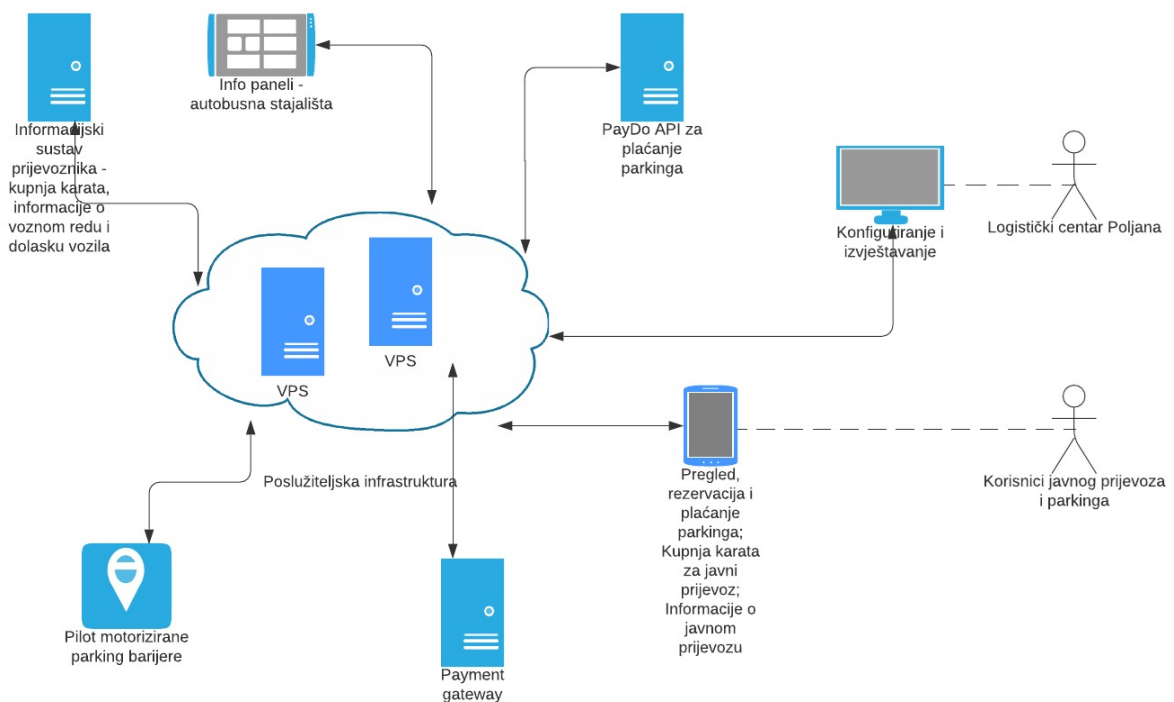 Informacijski
sustav
prijevoznika -
kupnja karata,
informacije o
voznom redu i
dolasku vozila
Info paneli -
autobusna stajališta
PayDo API za
plaćanje
parkinga
Konfiguriranje i
izvještavanje
Logistički centar Poljana
VPS
VPS
Poslužiteljska infrastruktura
Pregled,
rezervacija i
plaćanje
parkinga;
Kupnja karata
za javni
prijevoz;
Informacije o
javnom
prijevozu
Korisnici javnog prijevoza
i parkinga
Pilot motorizirane
parking barijere
Payment
gateway